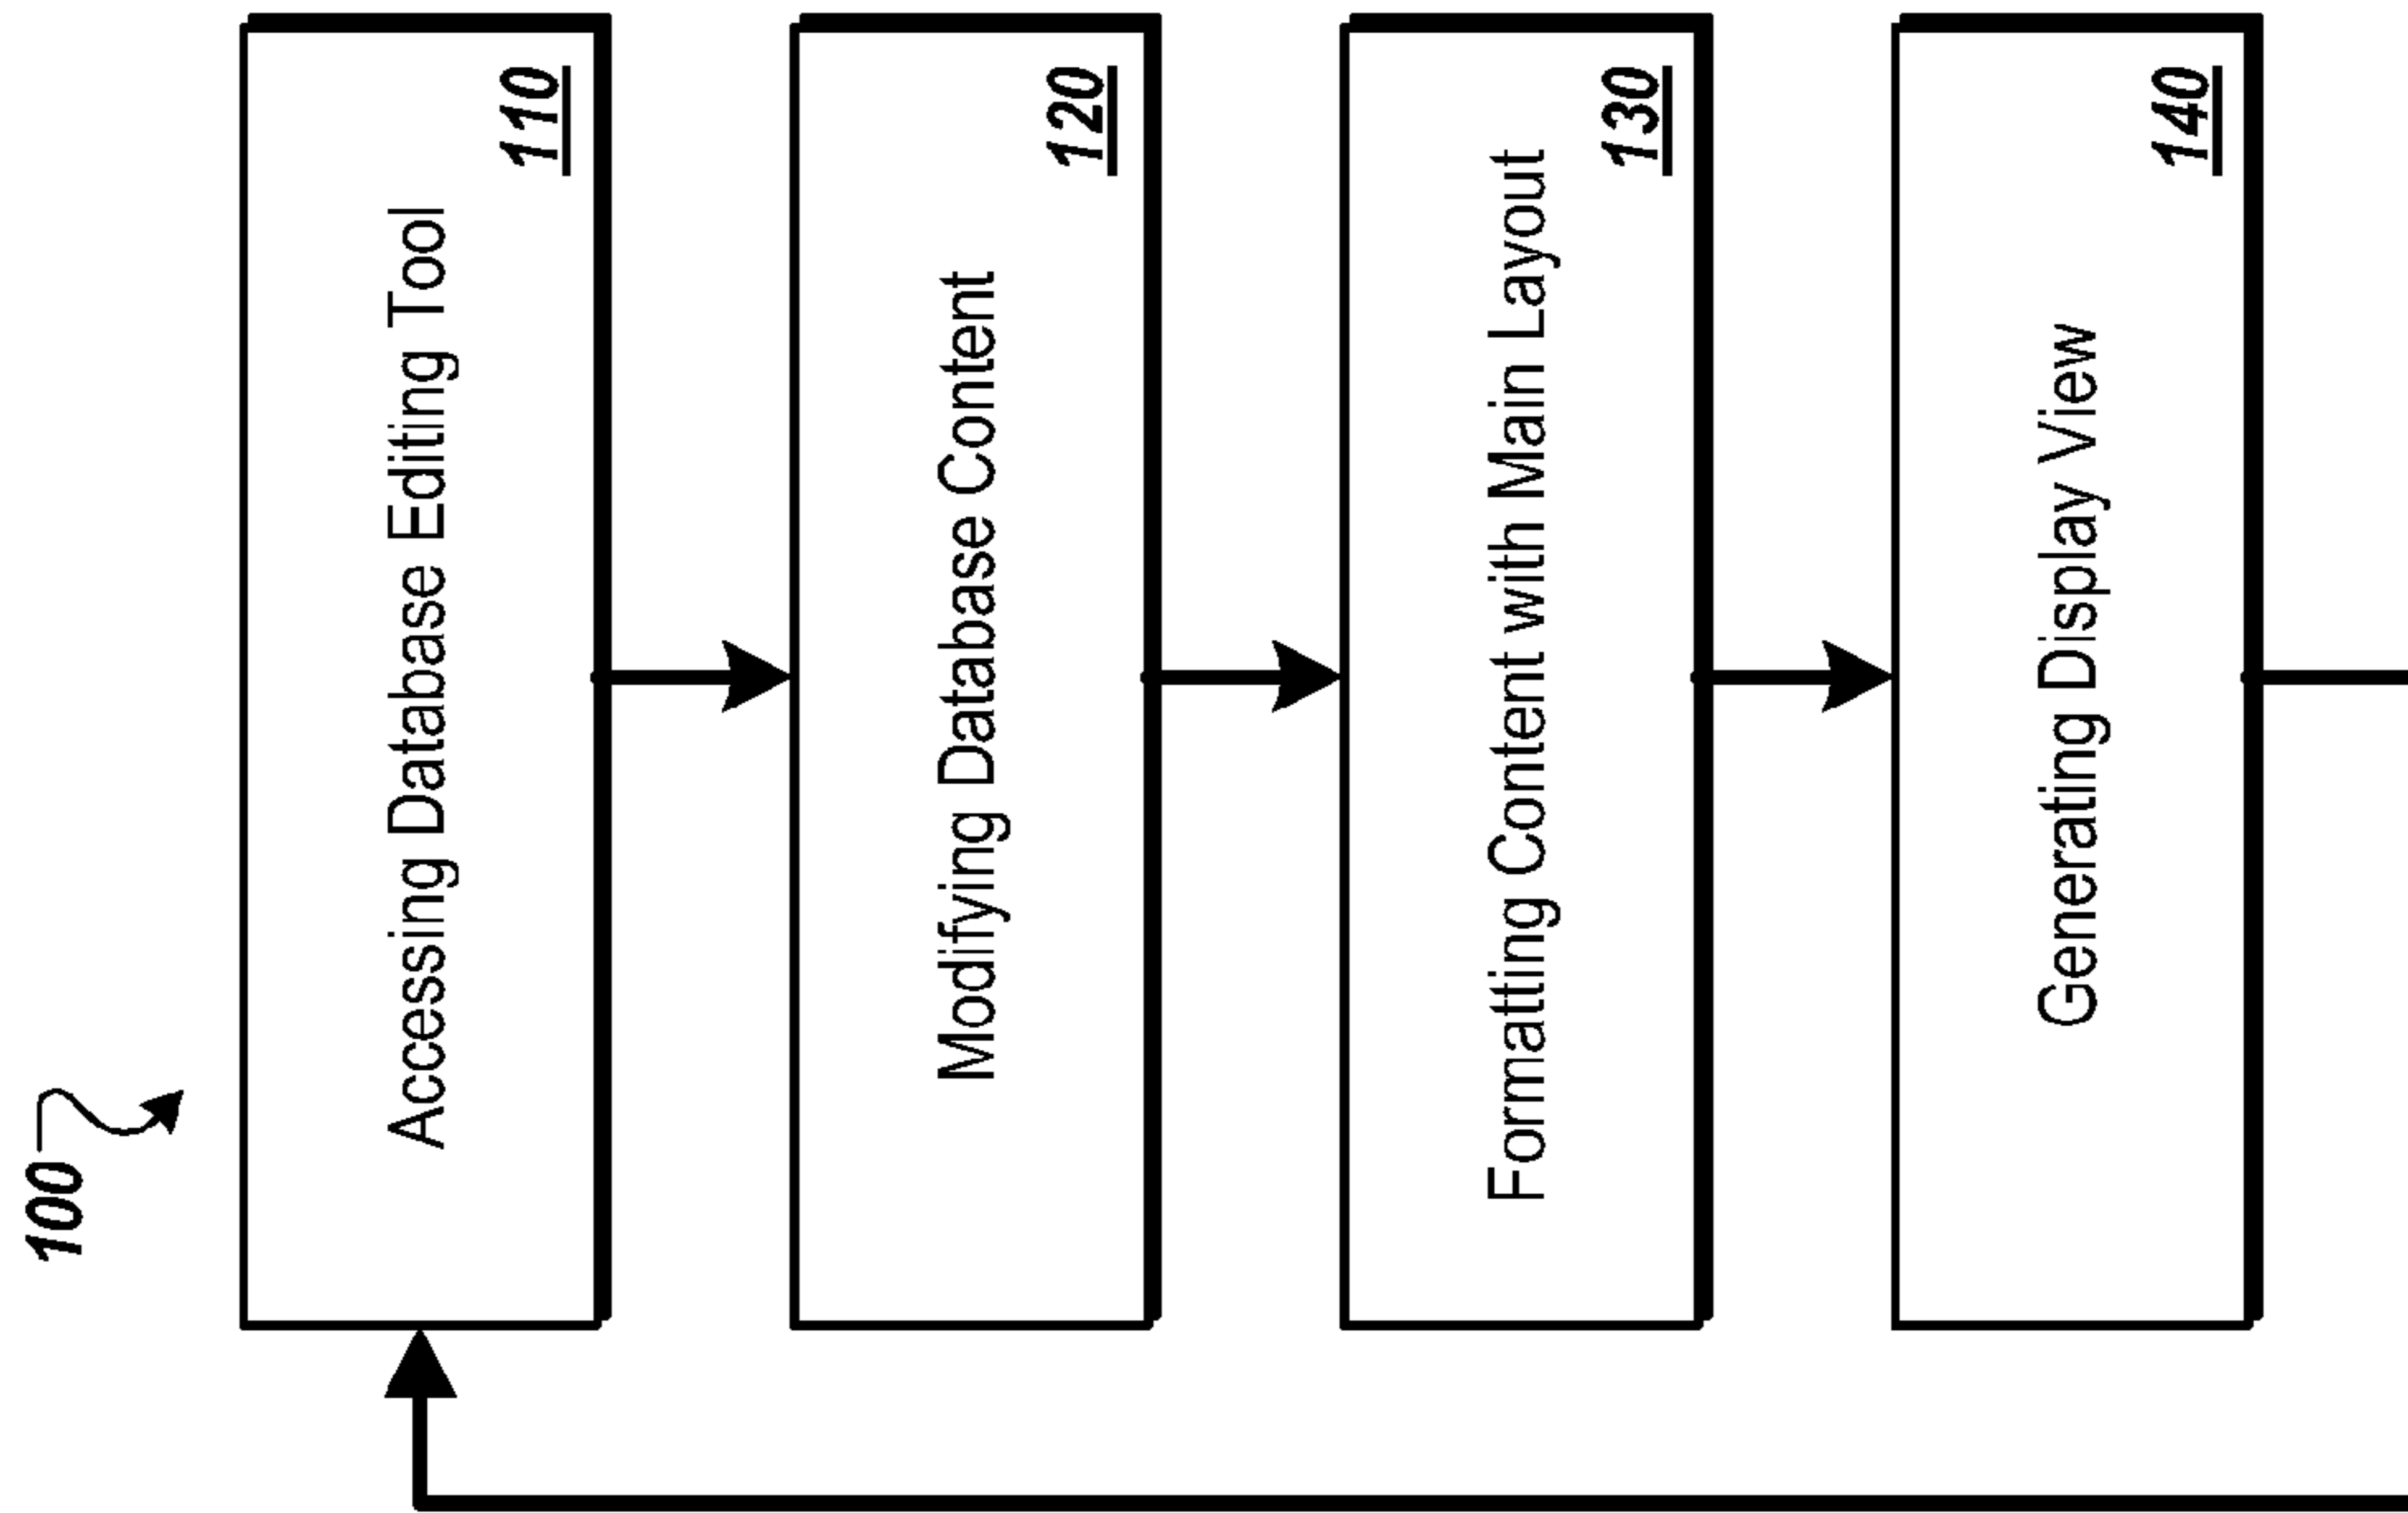 100
Accessing Database Editing Tool
110
Modifying Database Content
120
Formatting Content with Main Layout
130
Generating Display View
140